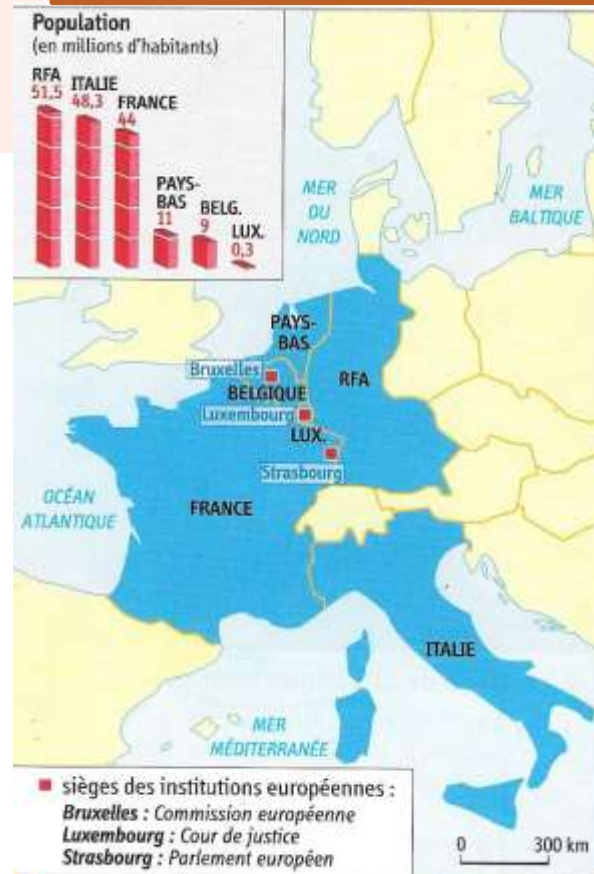 Population
(en millions d'habitants)
RFA
51,5
ITALIE
48,3
FRANCE
44
PAYS-
BAS
11
BELG.
9
LUX.
0,3
MER
DU
NORD
MER
BALTIQUE
PAYS-
BAS
Bruxelles
BELGIQUE
RFA
Luxembourg
LUX.
Strasbourg
OCÉAN
ATLANTIQUE
FRANCE
ITALIE
MER
MÉDITERRANÉE
sièges des institutions européennes :
Bruxelles : Commission européenne
Luxembourg : Cour de justice
Strasbourg : Parlement européen
0 300 km